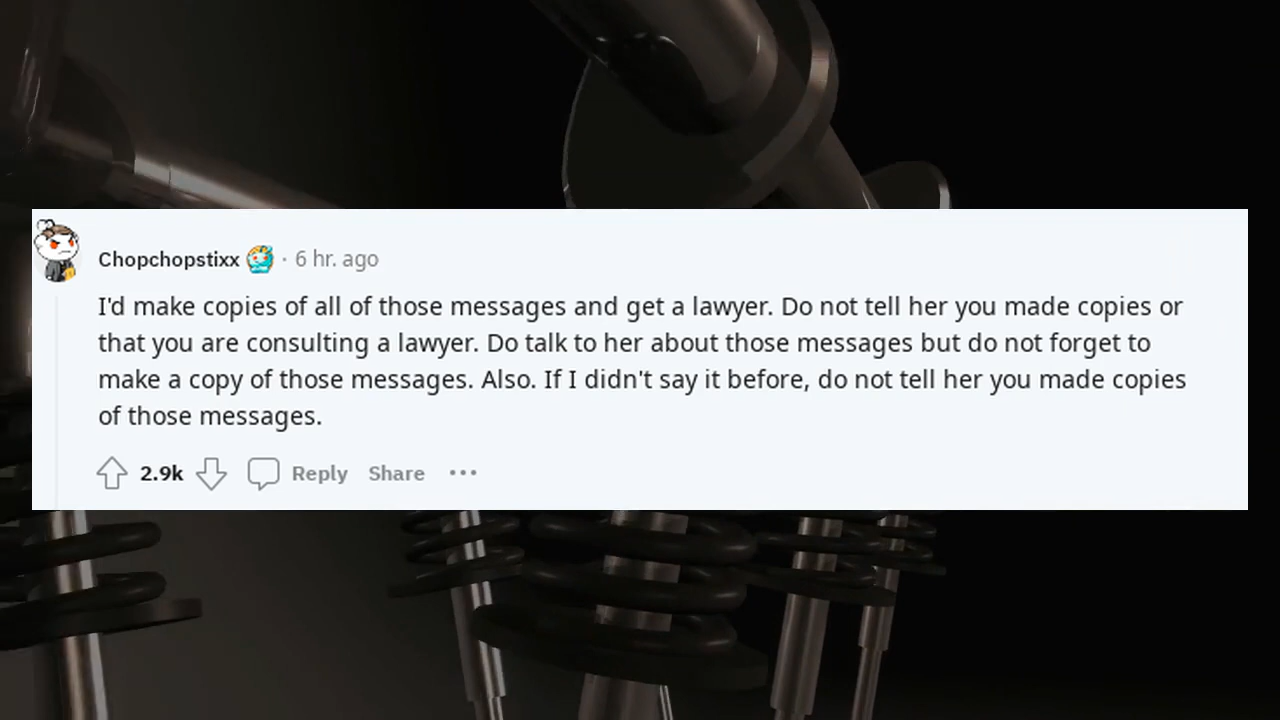 Chopchopstixx · 6 hr. ago
I'd make copies of all of those messages and get a lawyer. Do not tell her you made copies or
that you are consulting a lawyer. Do talk to her about those messages but do not forget to
make a copy of those messages. Also. If I didn't say it before, do not tell her you made copies
of those messages.
2.9k Reply Share ···